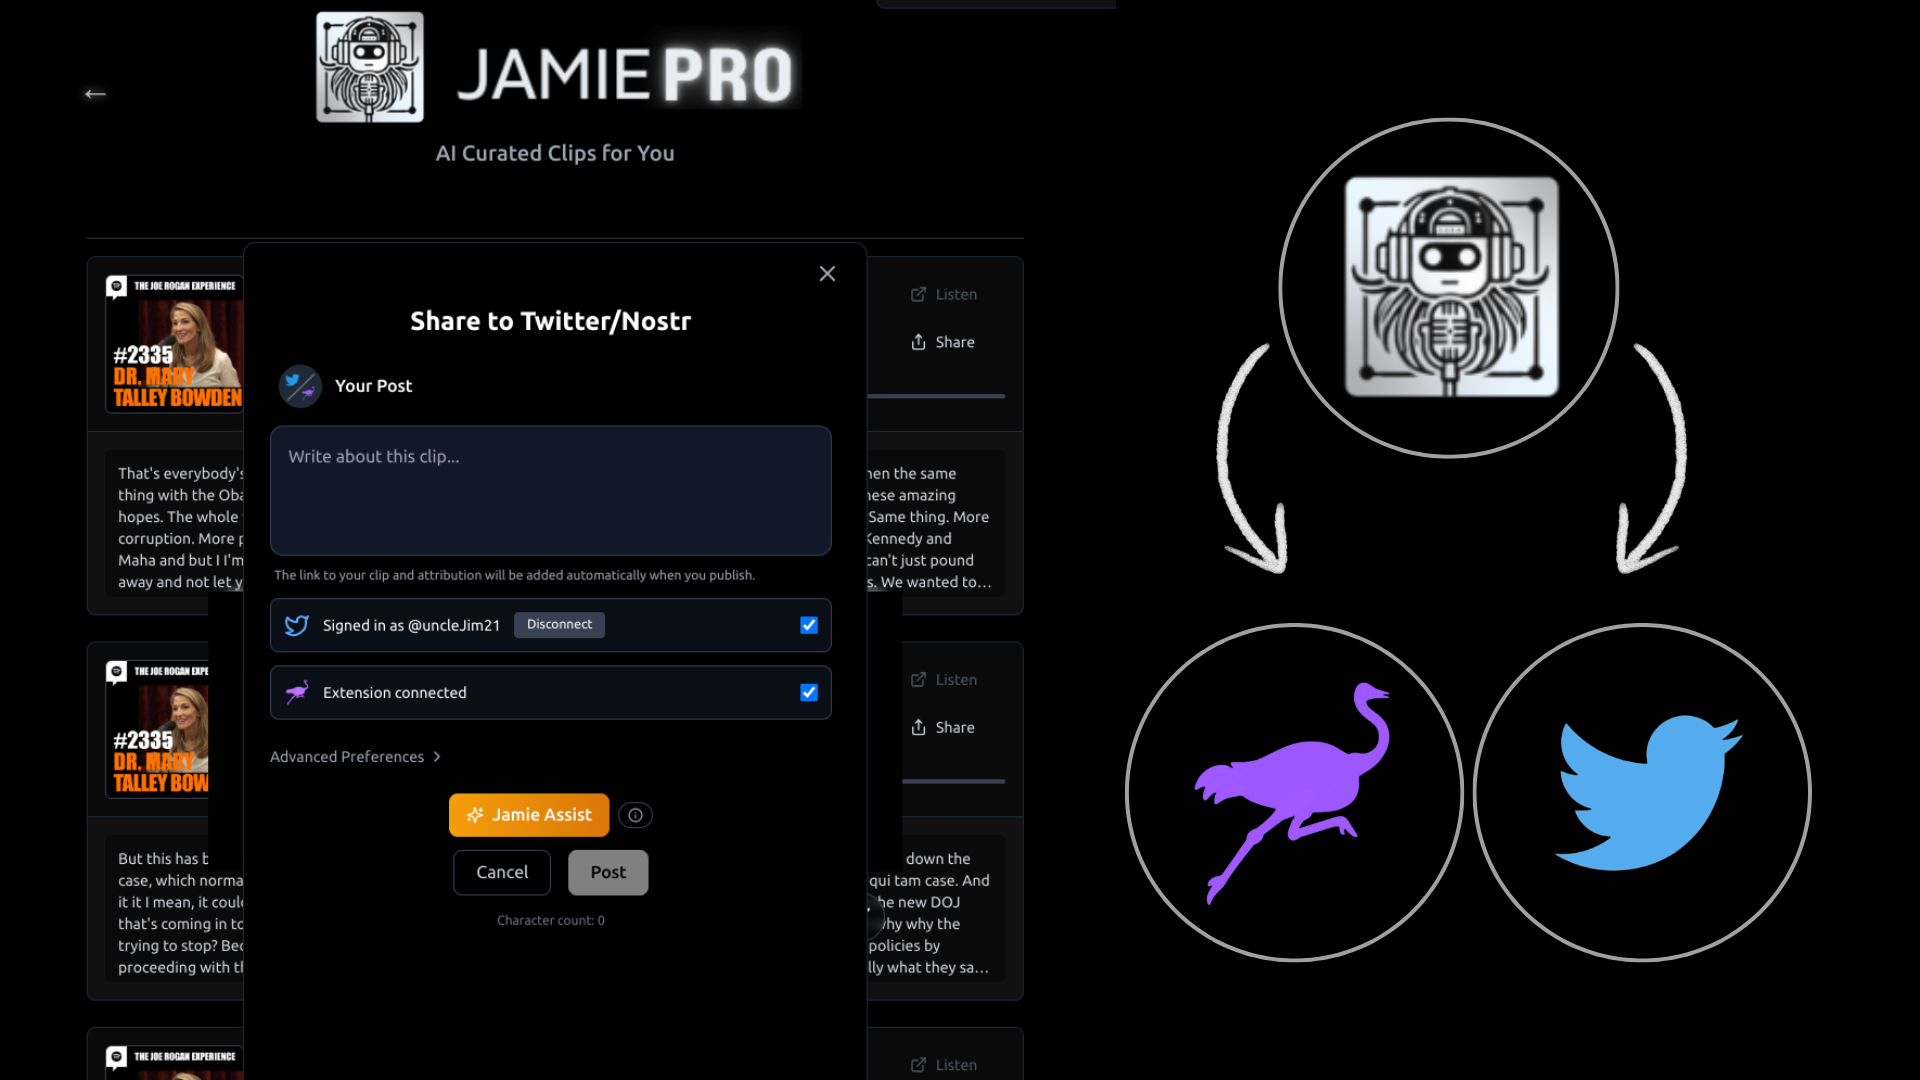 JAMIE PRO
AI Curated Clips for You
THE JOE ROGAN EXPERIENCE
#2335
DR. MARY
TALLEY BOWDEN
Listen
Share
That's everybody's
thing with the Oba
hopes. The whole
corruption. More p
Maha and but I I'm
away and not let y
hen the same
hese amazing
Same thing. More
Kennedy and
can't just pound
s. We wanted to...
Share to Twitter/Nostr
Your Post
Write about this clip...
The link to your clip and attribution will be added automatically when you publish.
Signed in as @uncleJim21
Disconnect
Extension connected
Advanced Preferences
Jamie Assist
Cancel
Post
Character count: 0
THE JOE ROGAN EXPE
#2335
DR. MARY
TALLEY BOW
Listen
Share
But this has b
case, which norma
it it I mean, it coul
that's coming in to
trying to stop? Bec
proceeding with th
down the
qui tam case. And
he new DOJ
hy why the
policies by
lly what they sa...
THE JOE ROGAN EXPERIENCE
Listen